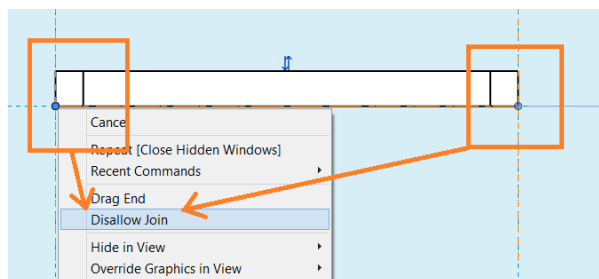 Cancel
Repeat [Close Hidden Windows]
Recent Commands
Drag End
Disallow Join
Hide in View
Override Graphics in View